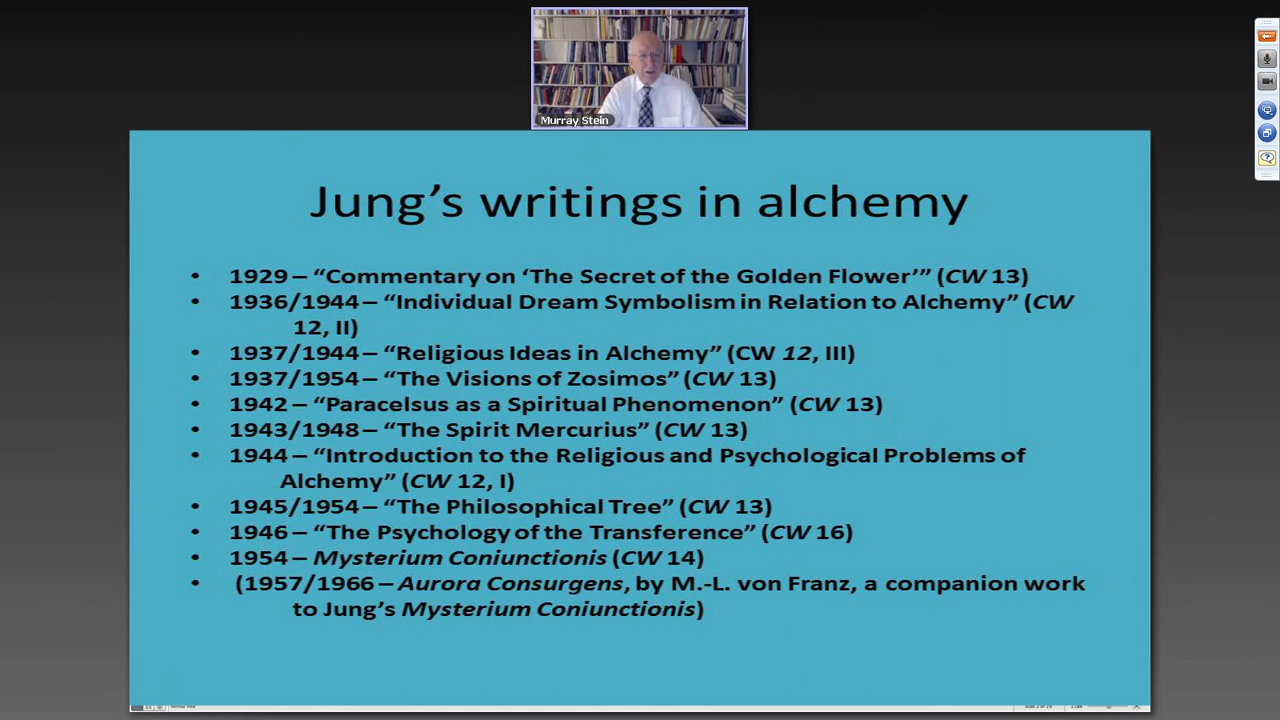 Murray Stein
Jung’s writings in alchemy
• 1929 – “Commentary on ‘The Secret of the Golden Flower’” (CW 13)
• 1936/1944 – “Individual Dream Symbolism in Relation to Alchemy” (CW
12, II)
• 1937/1944 – “Religious Ideas in Alchemy” (CW 12, III)
• 1937/1954 – “The Visions of Zosimos” (CW 13)
• 1942 – “Paracelsus as a Spiritual Phenomenon” (CW 13)
• 1943/1948 – “The Spirit Mercurius” (CW 13)
• 1944 – “Introduction to the Religious and Psychological Problems of
Alchemy” (CW 12, I)
• 1945/1954 – “The Philosophical Tree” (CW 13)
• 1946 – “The Psychology of the Transference” (CW 16)
• 1954 – Mysterium Coniunctionis (CW 14)
• (1957/1966 – Aurora Consurgens, by M.-L. von Franz, a companion work
to Jung’s Mysterium Coniunctionis)